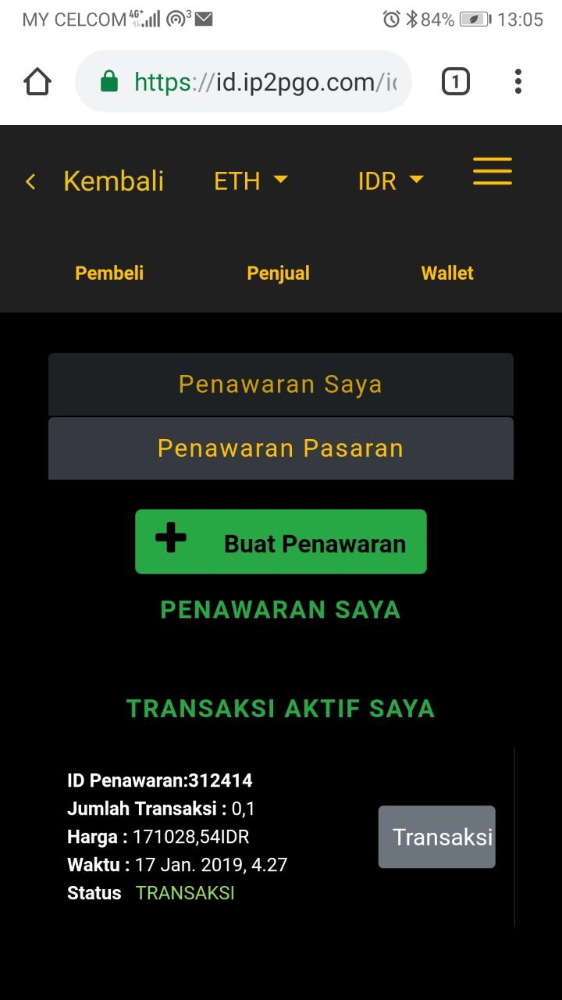 MY CELCOM 4G+ 3 84% 13:05
https://id.ip2pgo.com/i
1
Kembali ETH IDR
Pembeli Penjual Wallet
Penawaran Saya
Penawaran Pasaran
Buat Penawaran
PENAWARAN SAYA
TRANSAKSI AKTIF SAYA
ID Penawaran:312414
Jumlah Transaksi : 0,1
Harga : 171028,54IDR
Waktu : 17 Jan. 2019, 4.27
Status TRANSAKSI
Transaksi